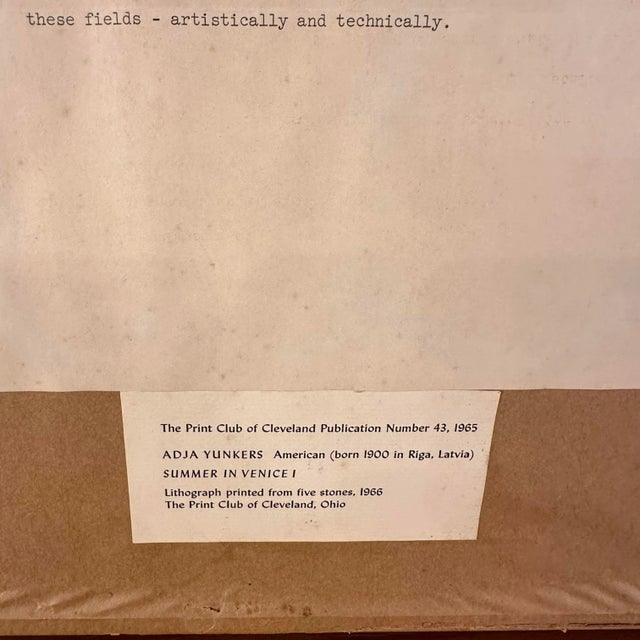 these fields - artistically and technically.
The Print Club of Cleveland Publication Number 43, 1965
ADJA YUNKERS American (born 1900 in Riga, Latvia)
SUMMER IN VENICE I
Lithograph printed from five stones, 1966
The Print Club of Cleveland, Ohio